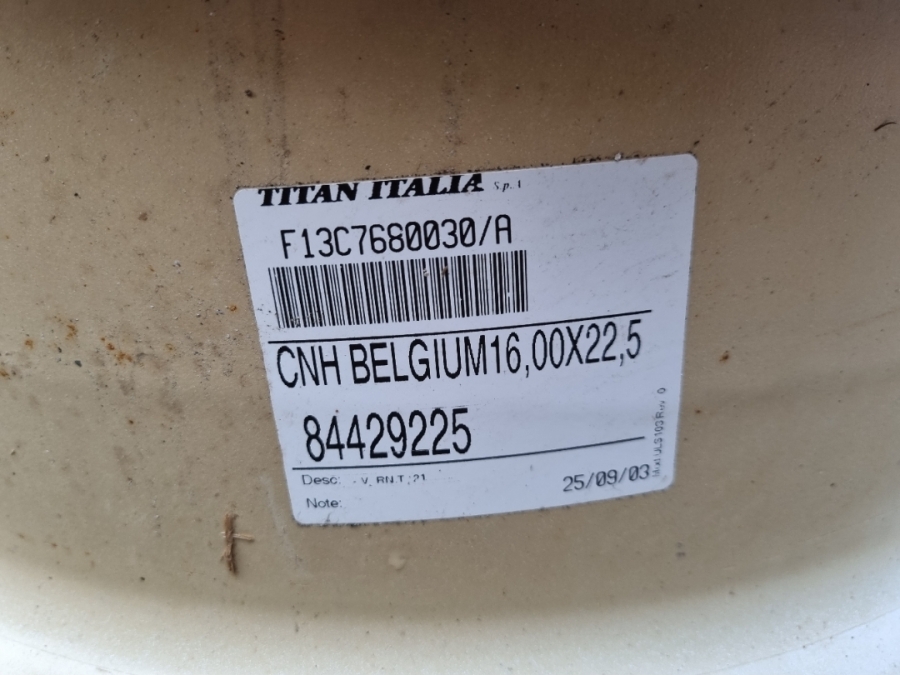 TITAN ITALIA S.p.A
F13C7680030/A
CNH BELGIUM16,00X22,5
84429225
Desc:
25/09/03
Note: